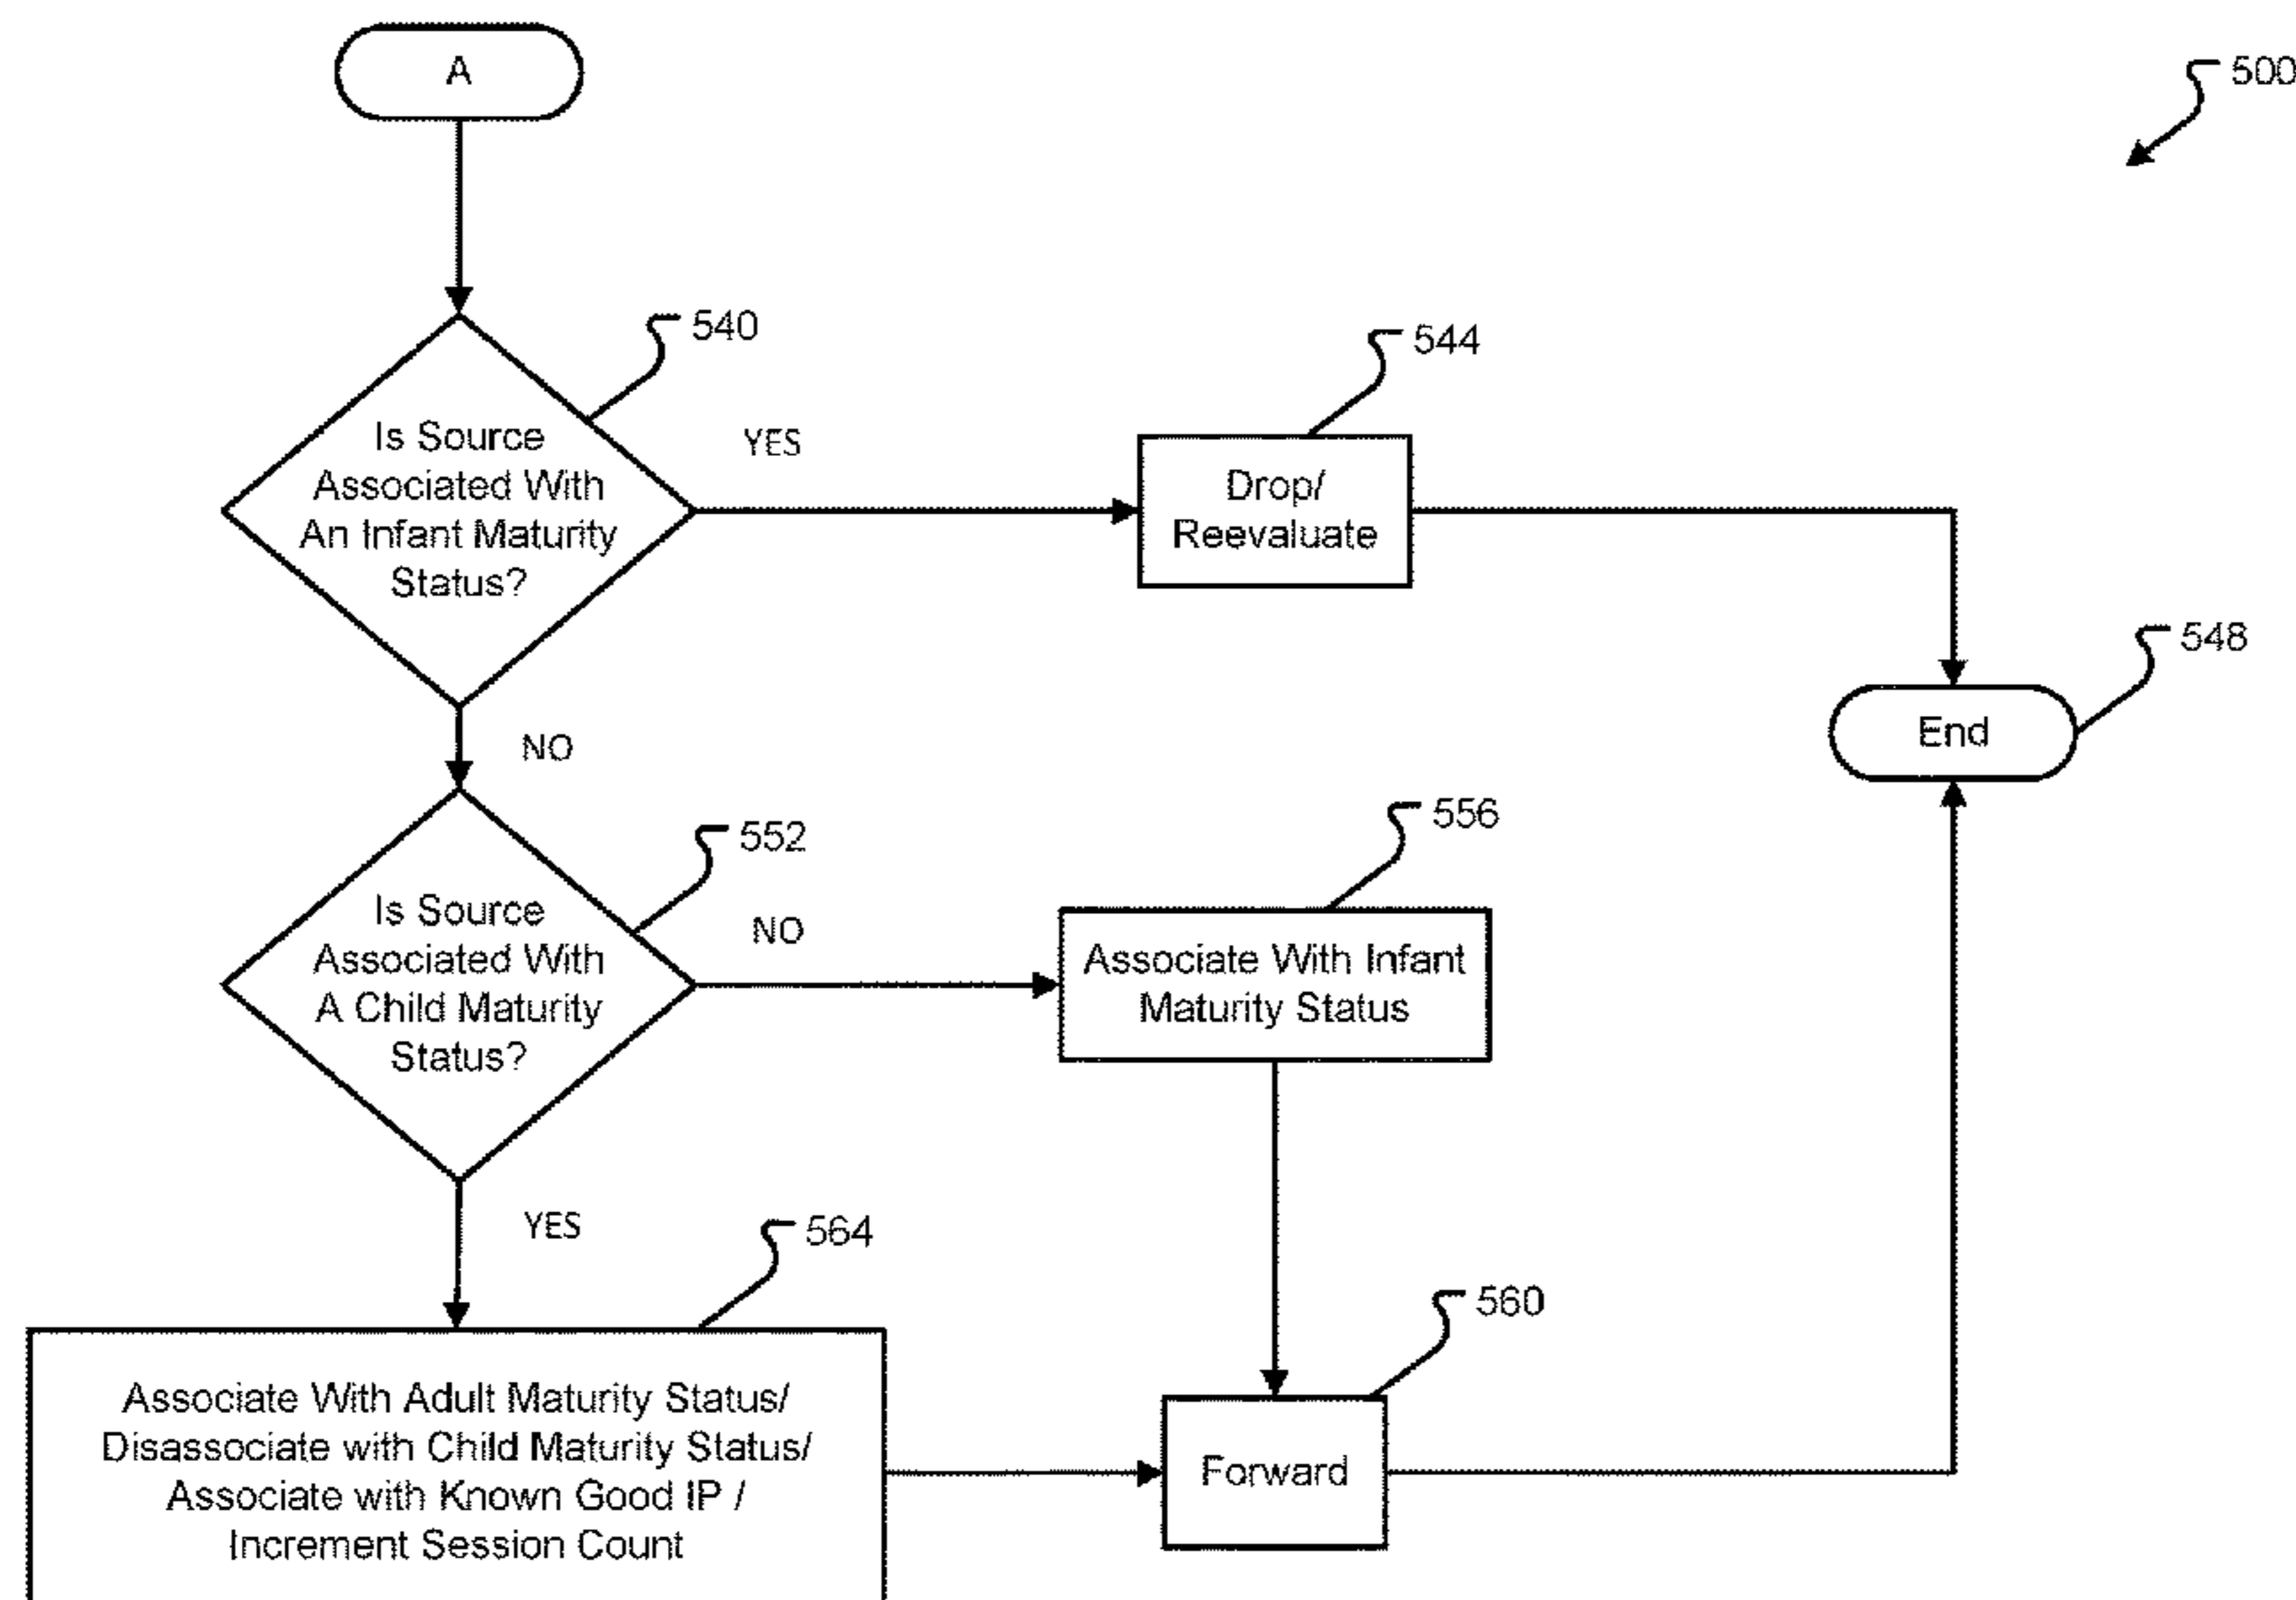 A
500
540
Is Source
Associated With
An Infant Maturity
Status?
YES
544
Drop/
Reevaluate
548
End
NO
552
Is Source
Associated With
A Child Maturity
Status?
NO
556
Associate With Infant
Maturity Status
YES
564
Associate With Adult Maturity Status/
Disassociate with Child Maturity Status/
Associate with Known Good IP /
Increment Session Count
560
Forward